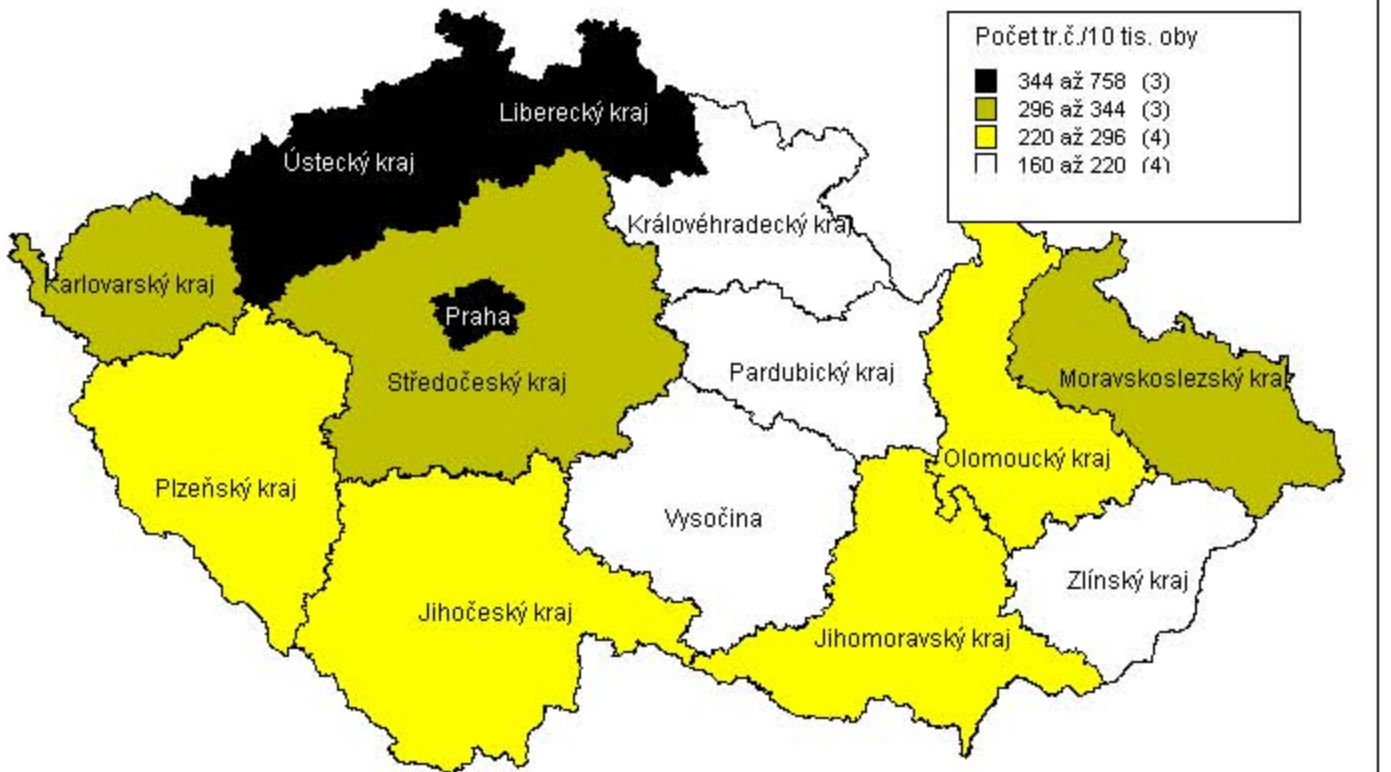 Počet tr.č./10 tis. oby
344 až 758 (3)
296 až 344 (3)
220 až 296 (4)
160 až 220 (4)
Liberecký kraj
Ústecký kraj
Královéhradecký kraj
Karlovarský kraj
Praha
Středočeský kraj
Pardubický kraj
Moravskoslezský kraj
Olomoucký kraj
Plzeňský kraj
Vysočina
Zlínský kraj
Jihočeský kraj
Jihomoravský kraj